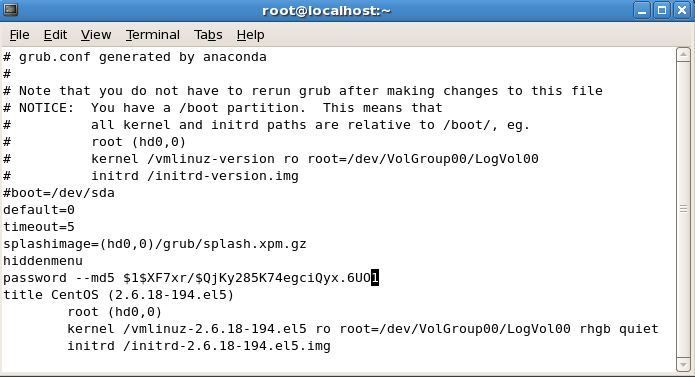 root@localhost:~
File Edit View Terminal Tabs Help
# grub.conf generated by anaconda
#
# Note that you do not have to rerun grub after making changes to this file
# NOTICE:  You have a /boot partition.  This means that
#          all kernel and initrd paths are relative to /boot/, eg.
#          root (hd0,0)
#          kernel /vmlinuz-version ro root=/dev/VolGroup00/LogVol00
#          initrd /initrd-version.img
#boot=/dev/sda
default=0
timeout=5
splashimage=(hd0,0)/grub/splash.xpm.gz
hiddenmenu
password --md5 $1$XF7xr/$QjKy285K74egciQyx.6UO1
title CentOS (2.6.18-194.el5)
        root (hd0,0)
        kernel /vmlinuz-2.6.18-194.el5 ro root=/dev/VolGroup00/LogVol00 rhgb quiet
        initrd /initrd-2.6.18-194.el5.img